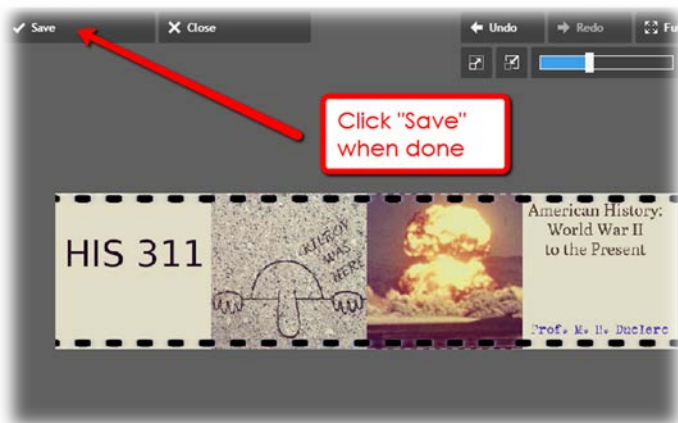 Save
Close
Undo
Redo
Fu
Click "Save"
when done
HIS 311
KILROY
WAS
HERE
American History:
World War II
to the Present
Prof. M. B. Duclerc